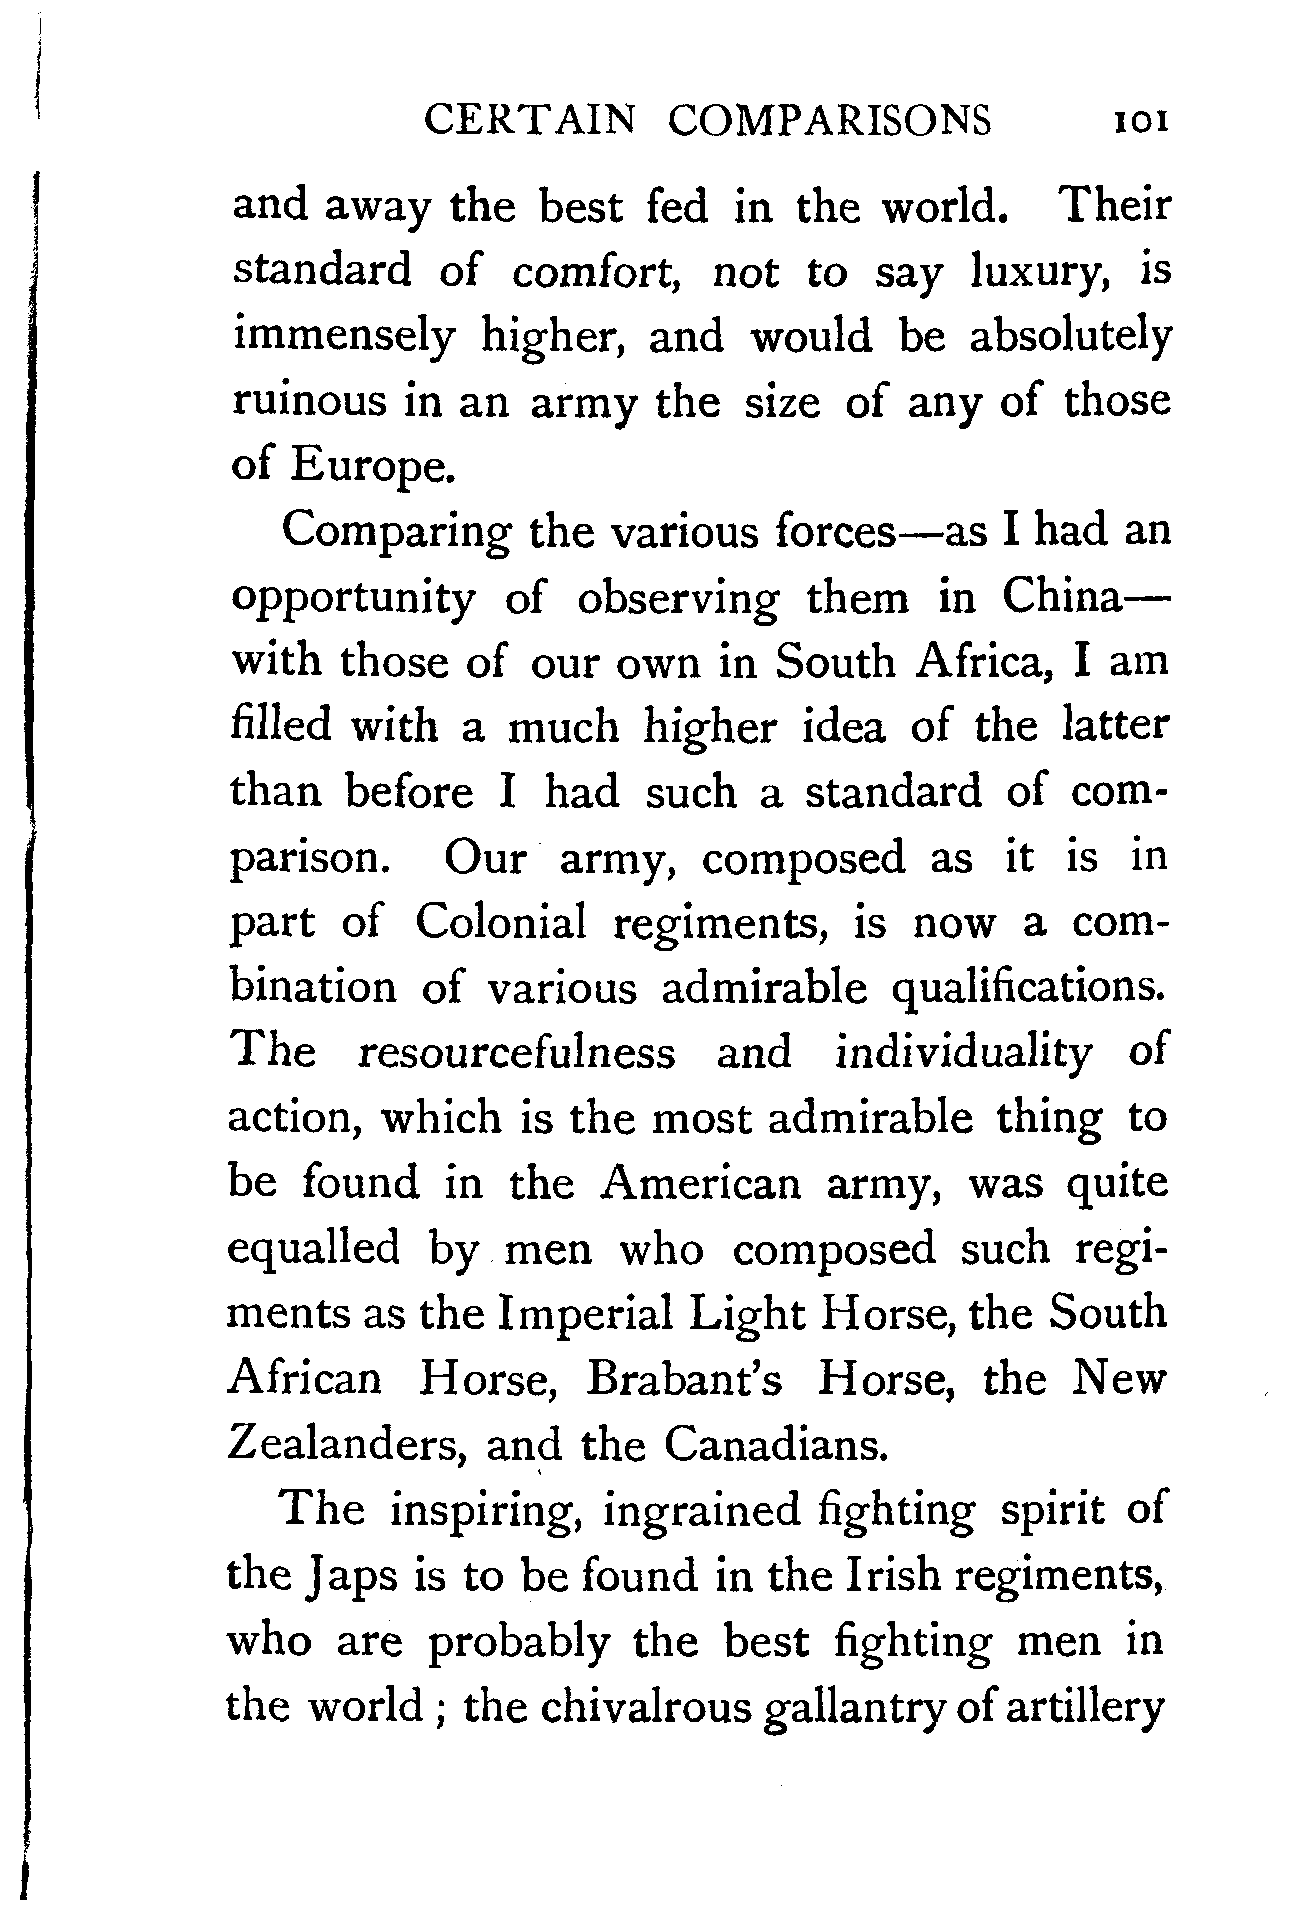 CERTAIN COMPARISONS 101
and away the best fed in the world. Their
standard of comfort, not to say luxury, is
immensely higher, and would be absolutely
ruinous in an army the size of any of those
of Europe.
Comparing the various forces—as I had an
opportunity of observing them in China—
with those of our own in South Africa, I am
filled with a much higher idea of the latter
than before I had such a standard of com-
parison. Our army, composed as it is in
part of Colonial regiments, is now a com-
bination of various admirable qualifications.
The resourcefulness and individuality of
action, which is the most admirable thing to
be found in the American army, was quite
equalled by men who composed such regi-
ments as the Imperial Light Horse, the South
African Horse, Brabant's Horse, the New
Zealanders, and the Canadians.
The inspiring, ingrained fighting spirit of
the Japs is to be found in the Irish regiments,
who are probably the best fighting men in
the world ; the chivalrous gallantry of artillery